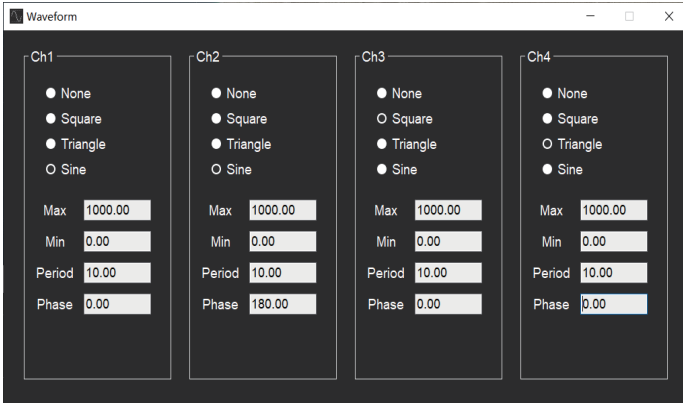 Waveform
Ch1
None
Square
Triangle
Sine
Max 1000.00
Min 0.00
Period 10.00
Phase 0.00
Ch2
None
Square
Triangle
Sine
Max 1000.00
Min 0.00
Period 10.00
Phase 180.00
Ch3
None
Square
Triangle
Sine
Max 1000.00
Min 0.00
Period 10.00
Phase 0.00
Ch4
None
Square
Triangle
Sine
Max 1000.00
Min 0.00
Period 10.00
Phase 0.00